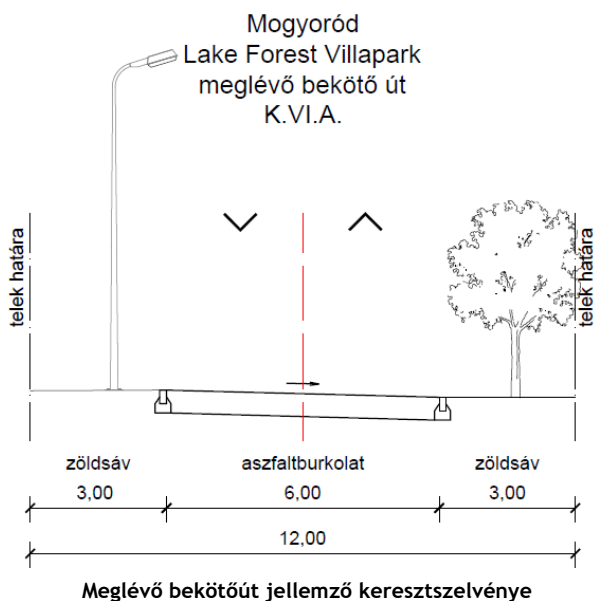 Mogyoród
Lake Forest Villapark
meglévő bekötő út
K.VI.A.
telek határa
telek határa
zöldsáv aszfaltburkolat zöldsáv
3,00 6,00 3,00
12,00
Meglévő bekötőút jellemző keresztszelvénye